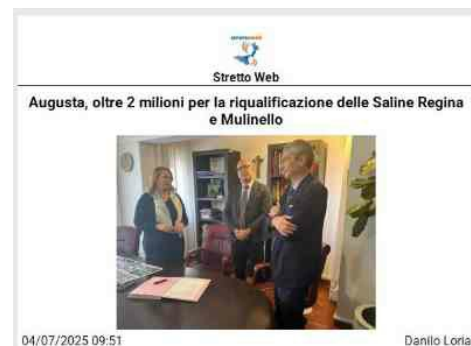 Stretto Web
Augusta, oltre 2 milioni per la riqualificazione delle Saline Regina
e Mulinello
04/07/2025 09:51
Danilo Loria